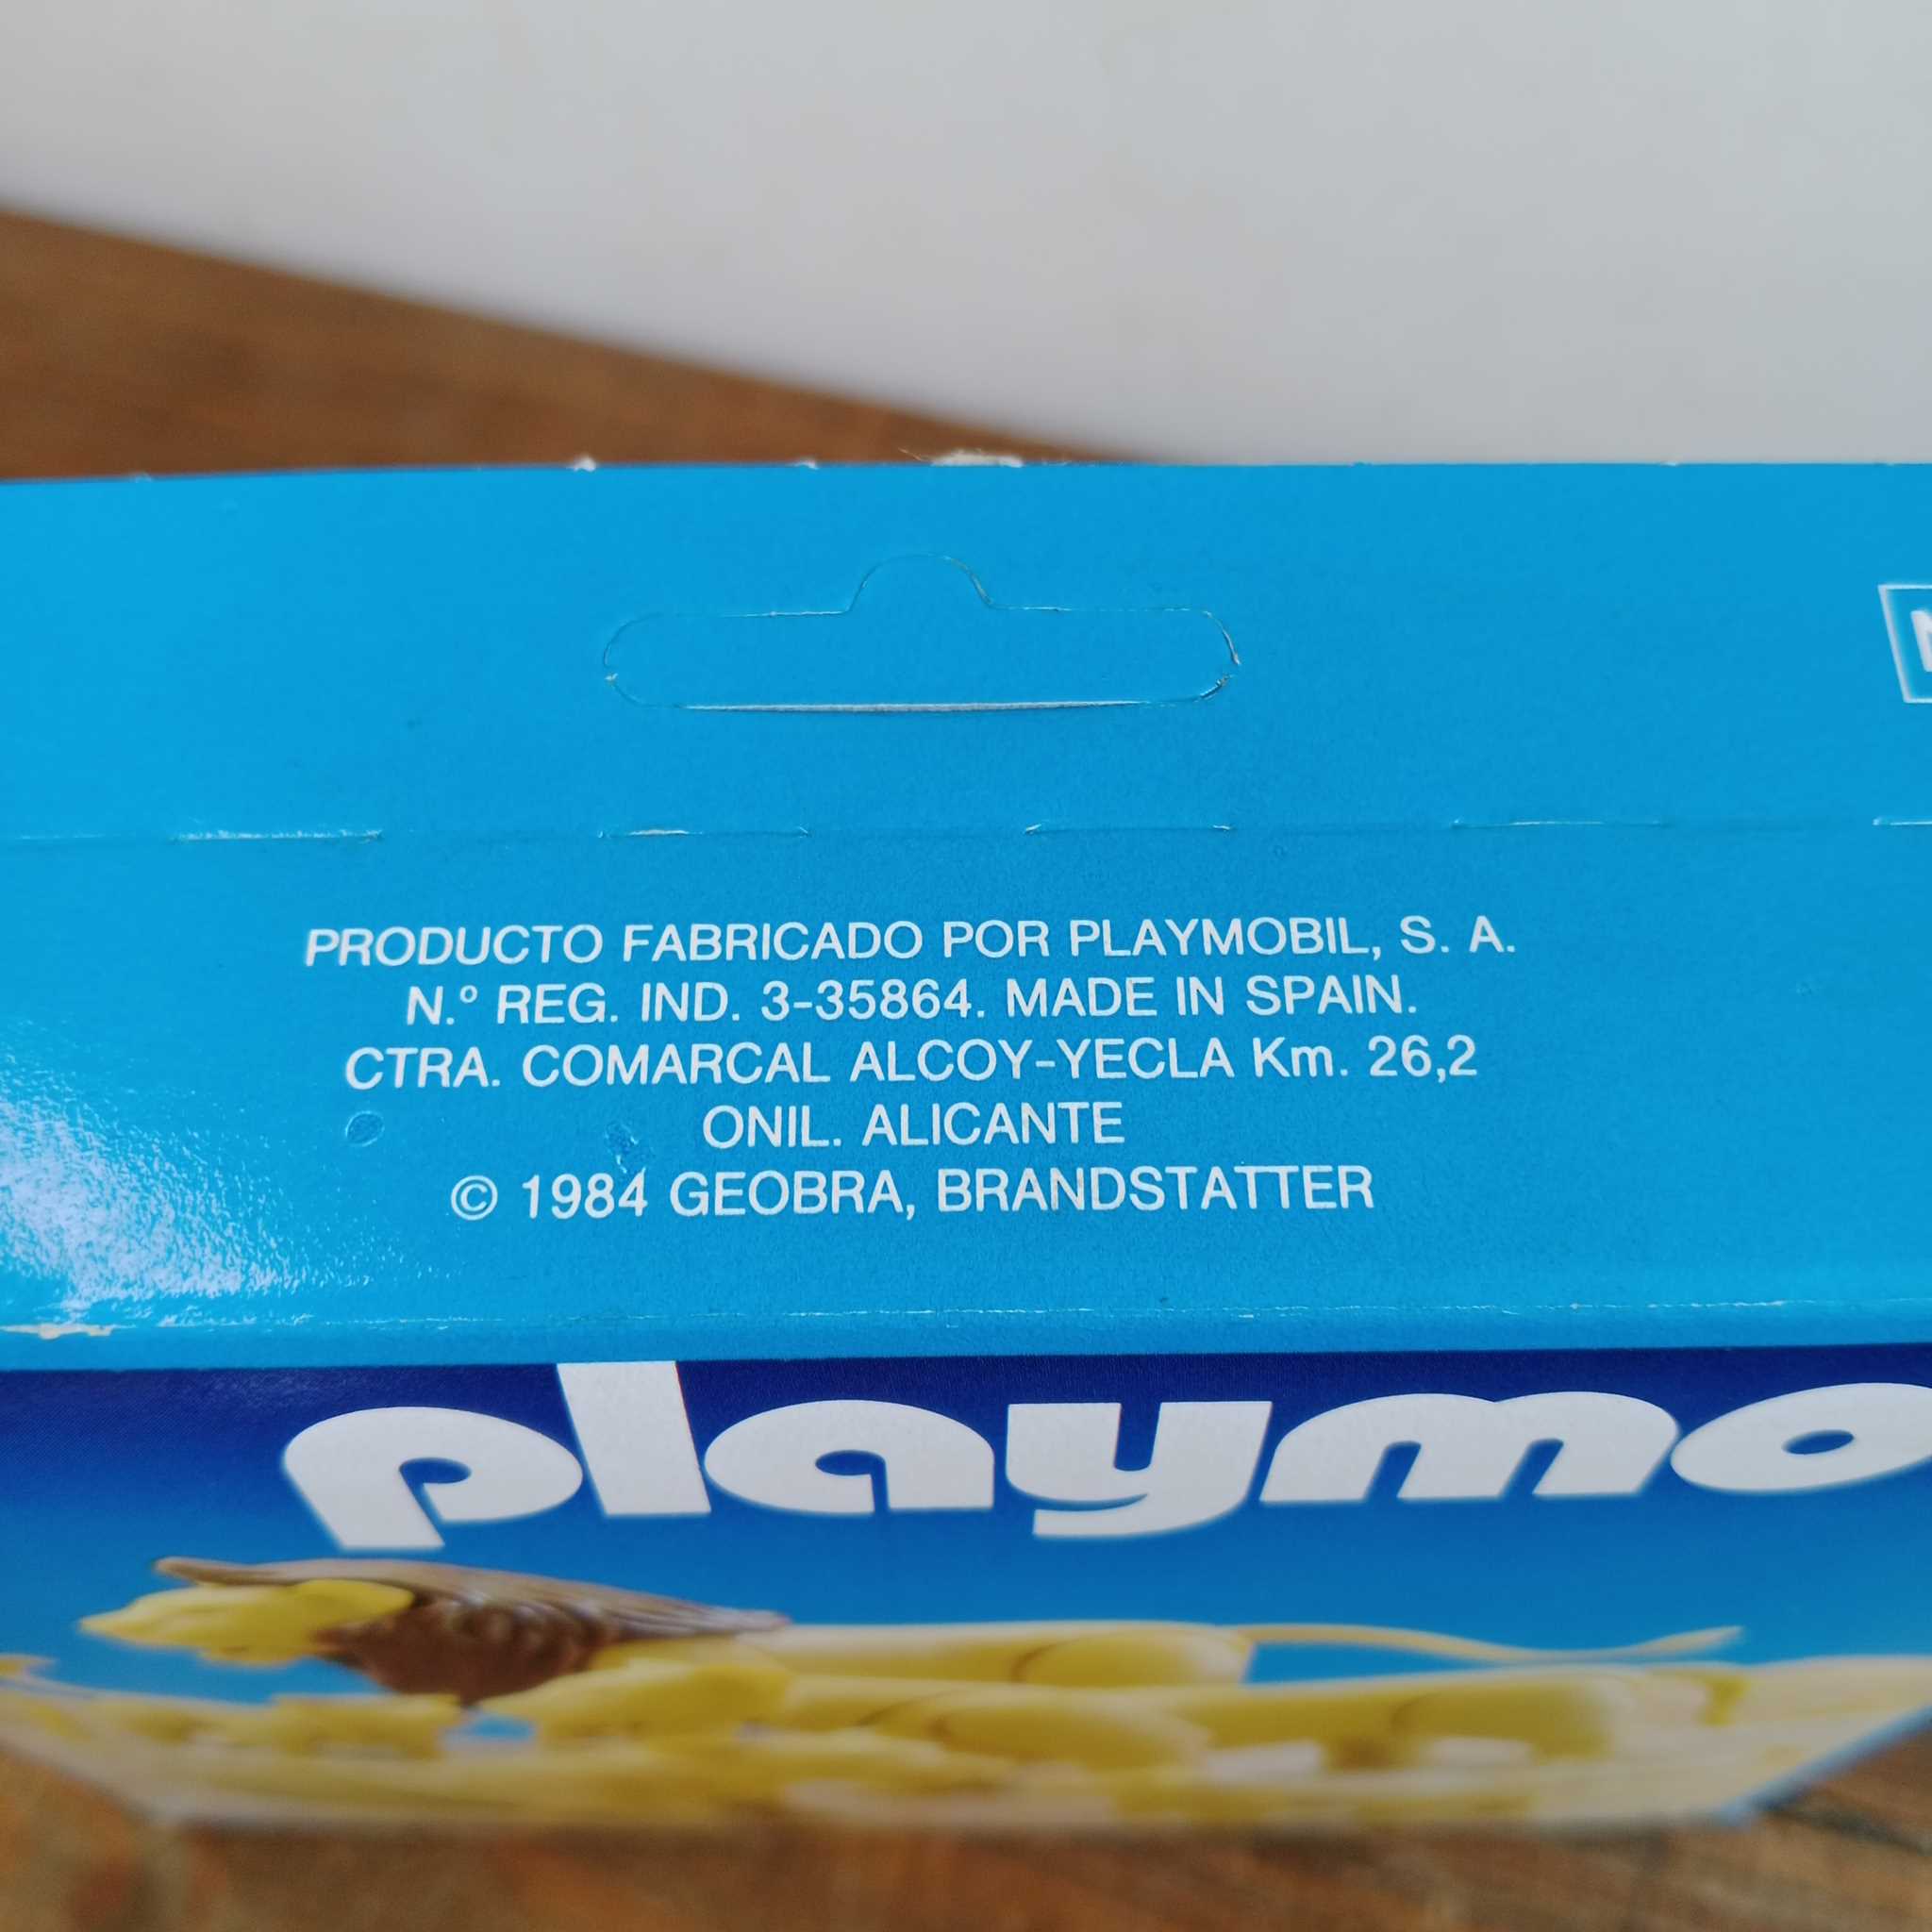 PRODUCTO FABRICADO POR PLAYMOBIL, S. A.
N.º REG. IND. 3-35864. MADE IN SPAIN.
CTRA. COMARCAL ALCOY-YECLA Km. 26,2
ONIL. ALICANTE
© 1984 GEOBRA, BRANDSTATTER
playmo